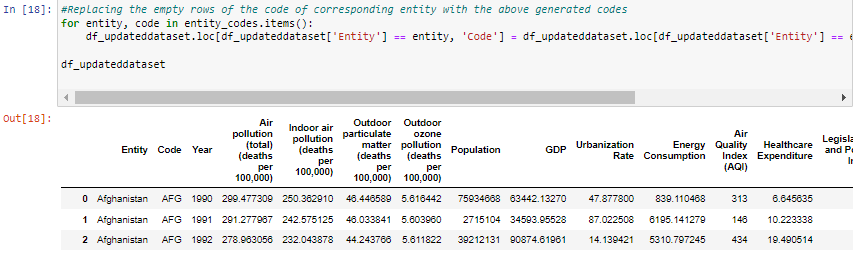 In [18]: #Replacing the empty rows of the code of corresponding entity with the above generated codes
for entity, code in entity_codes.items():
df_updateddataset.loc[df_updateddataset['Entity'] == entity, 'Code'] = df_updateddataset.loc[df_updateddataset['Entity'] ==
df_updateddataset
Out[18]:
Entity Code Year Air pollution (total) (deaths per 100,000) Indoor air pollution (deaths per 100,000) Outdoor particulate matter (deaths per 100,000) Outdoor ozone pollution (deaths per 100,000) Population GDP Urbanization Rate Energy Consumption Air Quality Index (AQI) Healthcare Expenditure
0 Afghanistan AFG 1990 299.477309 250.362910 46.446589 5.616442 75934668 63442.13270 47.877800 839.110468 313 6.645635
1 Afghanistan AFG 1991 291.277967 242.575125 46.033841 5.603960 2715104 34593.95528 87.022508 6195.141279 146 10.223338
2 Afghanistan AFG 1992 278.963056 232.043878 44.243766 5.611822 39212131 90874.61961 14.139421 5310.797245 434 19.490514